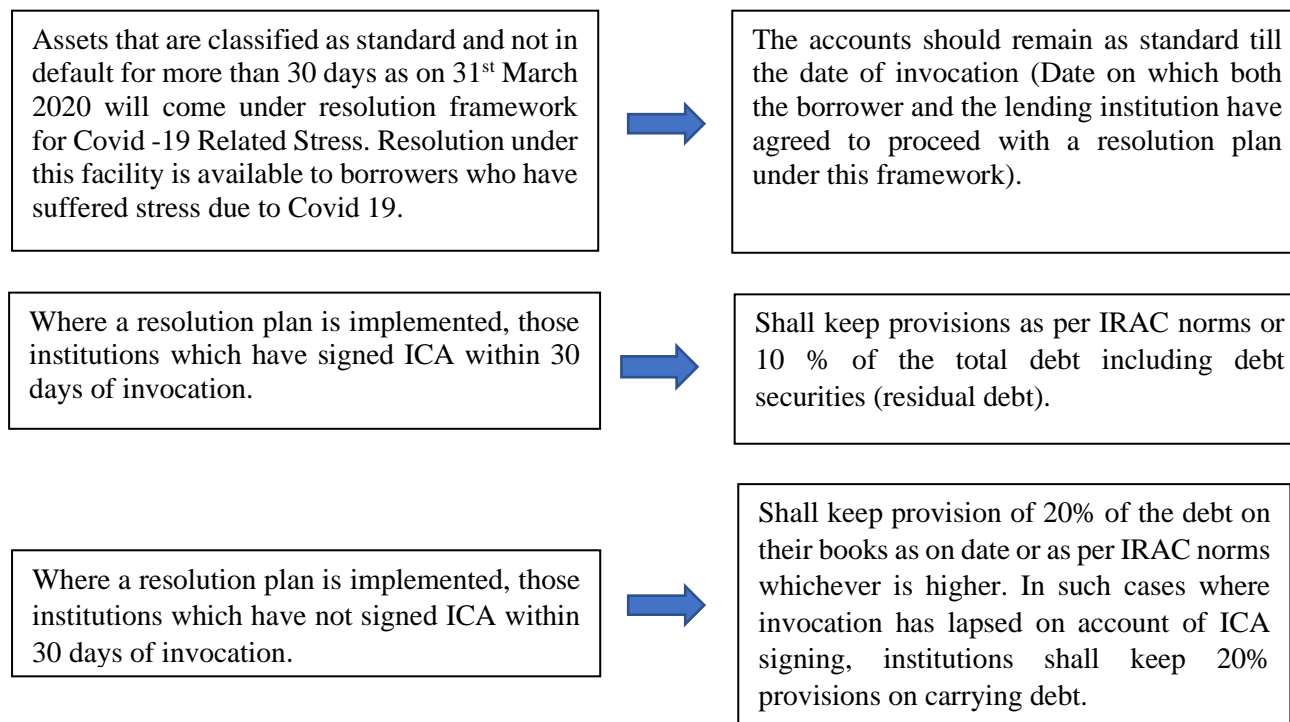 Assets that are classified as standard and not in
default for more than 30 days as on 31st March
2020 will come under resolution framework
for Covid -19 Related Stress. Resolution under
this facility is available to borrowers who have
suffered stress due to Covid 19.
The accounts should remain as standard till
the date of invocation (Date on which both
the borrower and the lending institution have
agreed to proceed with a resolution plan
under this framework).
Where a resolution plan is implemented, those
institutions which have signed ICA within 30
days of invocation.
Shall keep provisions as per IRAC norms or
10 % of the total debt including debt
securities (residual debt).
Where a resolution plan is implemented, those
institutions which have not signed ICA within
30 days of invocation.
Shall keep provision of 20% of the debt on
their books as on date or as per IRAC norms
whichever is higher. In such cases where
invocation has lapsed on account of ICA
signing, institutions shall keep 20%
provisions on carrying debt.